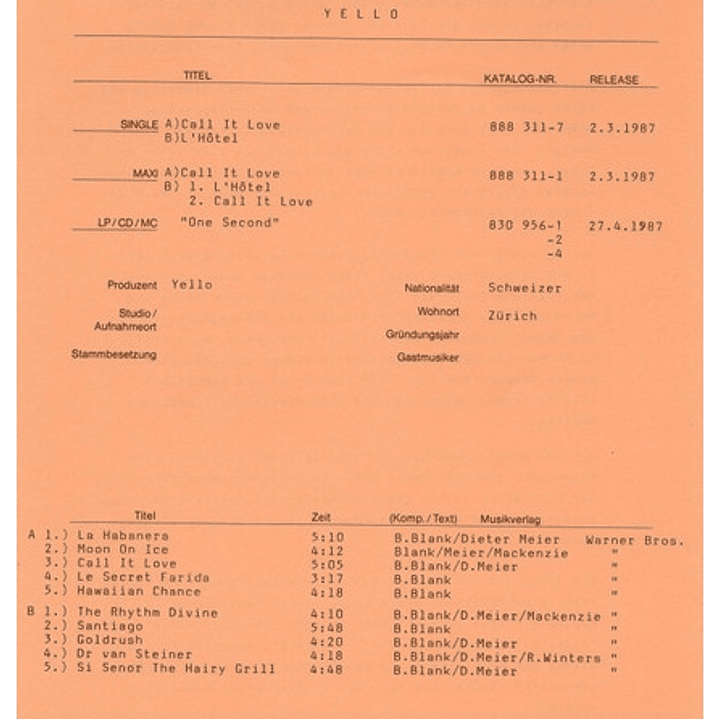 YELLO
TITEL KATALOG-NR. RELEASE
SINGLE A)Call It Love 888 311-7 2.3.1987
B)L'Hôtel
MAXI A)Call It Love 888 311-1 2.3.1987
B) 1. L'Hôtel
2. Call It Love
LP/CD/MC "One Second" 830 956-1 27.4.1987
-2
-4
Produzent Yello Nationalität Schweizer
Studio/ Wohnort Zürich
Aufnahmeort Gründungsjahr
Stammbesetzung Gastmusiker
Titel Zeit (Komp./Text) Musikverlag
A 1.) La Habanera 5:10 B.Blank/Dieter Meier Warner Bros.
2.) Moon On Ice 4:12 Blank/Meier/Mackenzie "
3.) Call It Love 5:05 B.Blank/D.Meier "
4.) Le Secret Farida 3:17 B.Blank "
5.) Hawaiian Chance 4:18 B.Blank "
B 1.) The Rhythm Divine 4:10 B.Blank/D.Meier/Mackenzie "
2.) Santiago 5:48 B.Blank "
3.) Goldrush 4:20 B.Blank/D.Meier "
4.) Dr van Steiner 4:18 B.Blank/D.Meier/R.Winters "
5.) Si Senor The Hairy Grill 4:48 B.Blank/D.Meier "